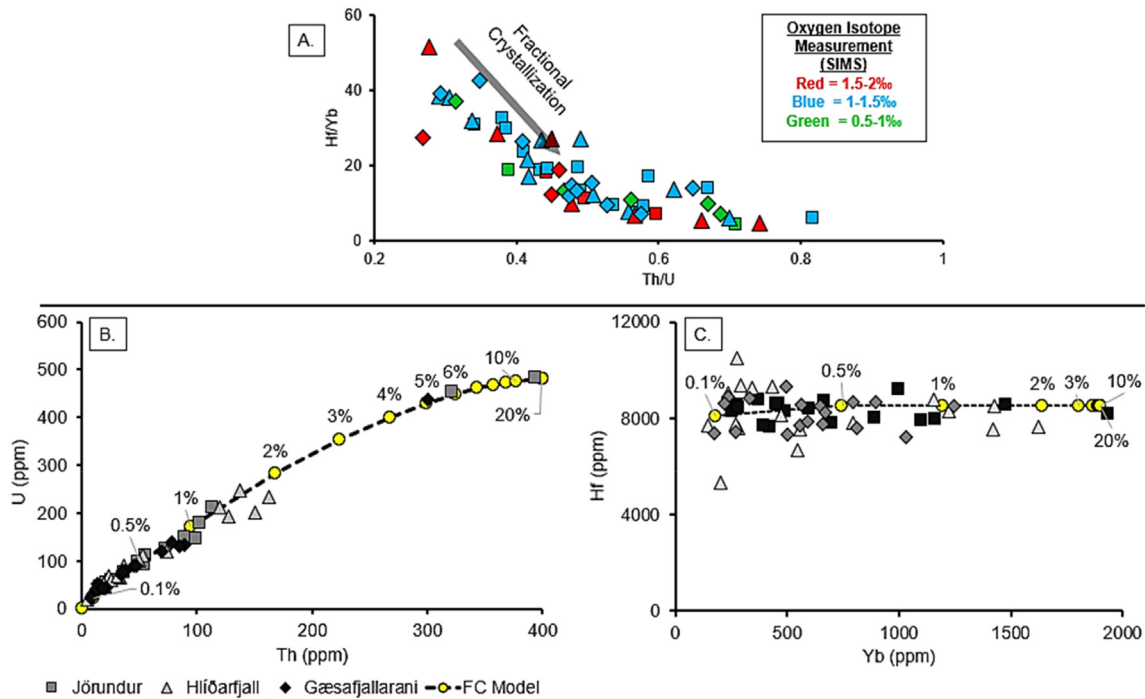 A.
60
40
20
0
Hf/Yb
Fractional
Crystallization
0.2
0.4
0.6
0.8
1
Th/U
Oxygen Isotope
Measurement
(SIMS)
Red = 1.5-2‰
Blue = 1-1.5‰
Green = 0.5-1‰
B.
600
500
400
300
200
100
0
U (ppm)
0.1%
0.5%
1%
2%
3%
4%
5%
6%
10%
20%
0
100
200
300
400
Th (ppm)
C.
12000
8000
4000
0
Hf (ppm)
0.1%
0.5%
1%
2%
3%
10%
20%
0
500
1000
1500
2000
Yb (ppm)
Jörundur
Hlíðarfjall
Gæsafjallarani
FC Model